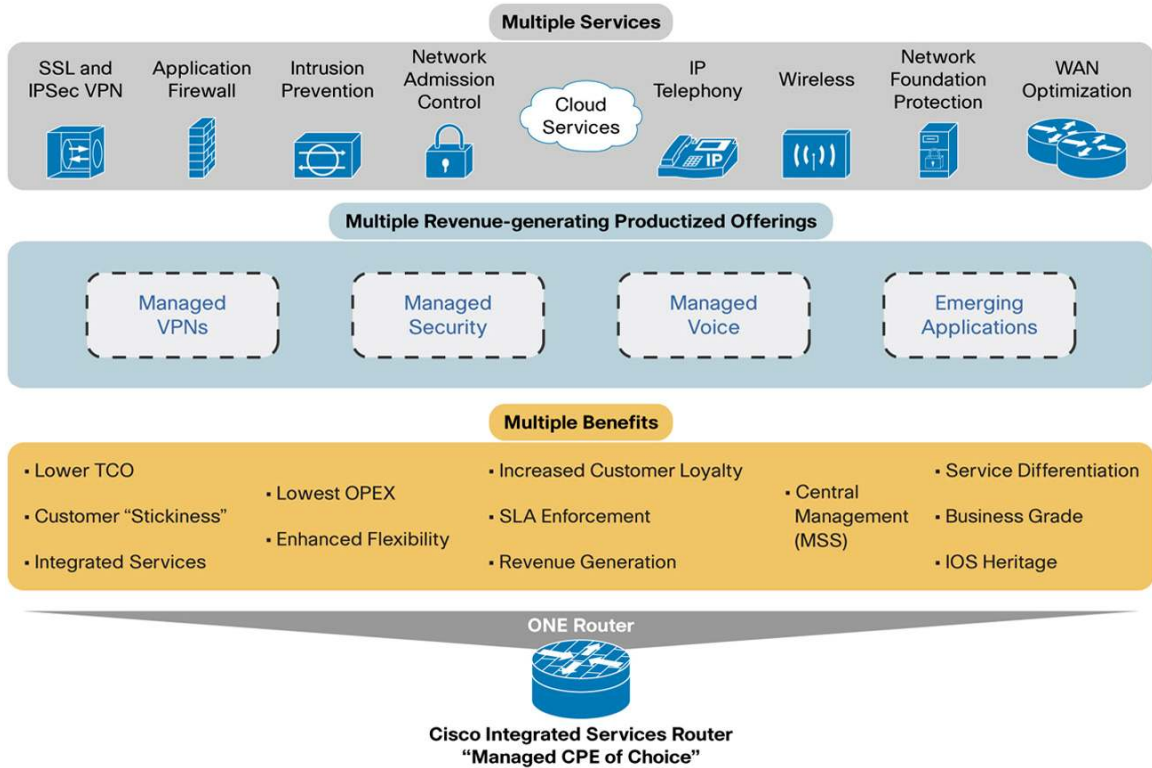 Multiple Services
SSL and
IPSec VPN
Application
Firewall
Intrusion
Prevention
Network
Admission
Control
Cloud
Services
IP
Telephony
IP
Wireless
Network
Foundation
Protection
WAN
Optimization
Multiple Revenue-generating Productized Offerings
Managed
VPNs
Managed
Security
Managed
Voice
Emerging
Applications
Multiple Benefits
▪ Lower TCO
▪ Customer “Stickiness”
▪ Integrated Services
▪ Lowest OPEX
▪ Enhanced Flexibility
▪ Increased Customer Loyalty
▪ SLA Enforcement
▪ Revenue Generation
▪ Central
Management
(MSS)
▪ Service Differentiation
▪ Business Grade
▪ IOS Heritage
ONE Router
Cisco Integrated Services Router
“Managed CPE of Choice”